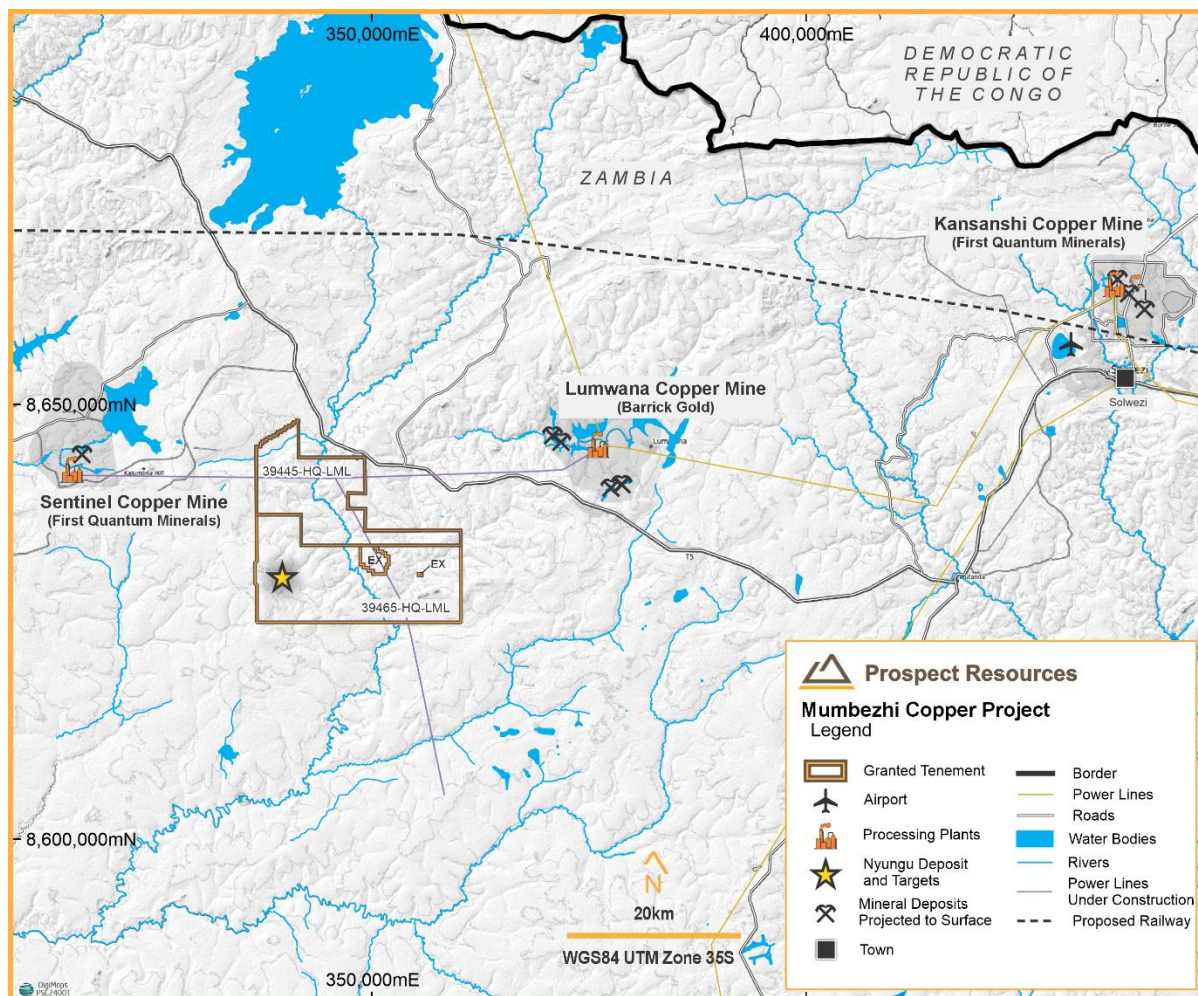 350,000mE
400,000mE
DEMOCRATIC
REPUBLIC OF
THE CONGO
ZAMBIA
Kansanshi Copper Mine
(First Quantum Minerals)
Lumwana Copper Mine
(Barrick Gold)
8,650,000mN
Solwezi
Lumwana
39445-HQ-LML
Sentinel Copper Mine
(First Quantum Minerals)
EX
EX
T5
39465-HQ-LML
8,600,000mN
N
20km
WGS84 UTM Zone 35S
350,000mE
DigiMaps
Prospect Resources
Mumbezhi Copper Project
Legend
Granted Tenement
Airport
Processing Plants
Nyungu Deposit
and Targets
Mineral Deposits
Projected to Surface
Town
Border
Power Lines
Roads
Water Bodies
Rivers
Power Lines
Under Construction
Proposed Railway